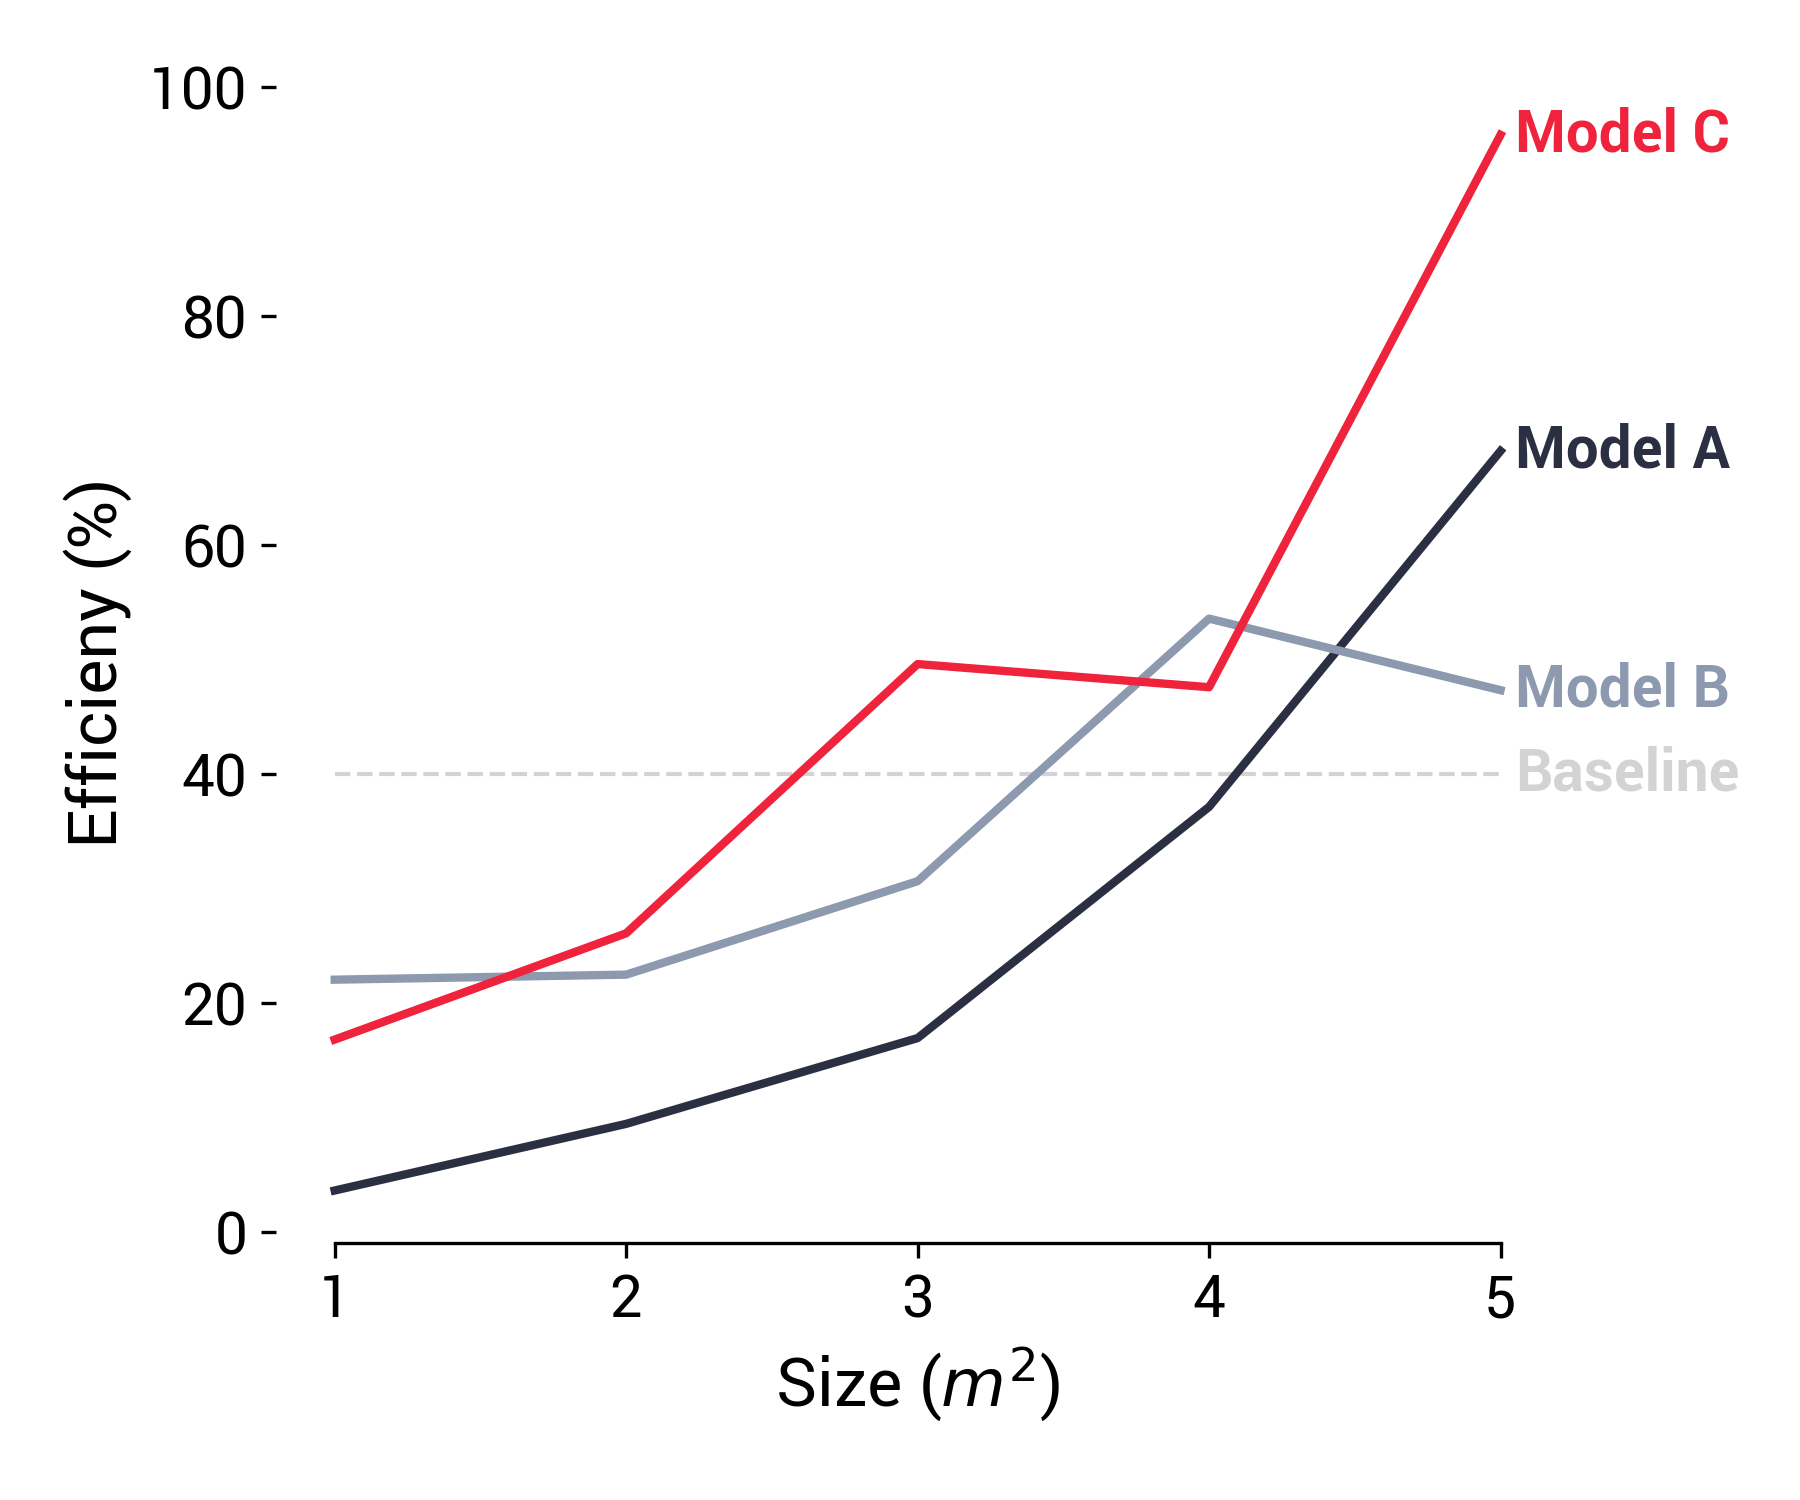 100
Model C
80
Model A
Efficieny (%)
60
Model B
40
Baseline
20
0
1 2 3 4 5
Size (m²)